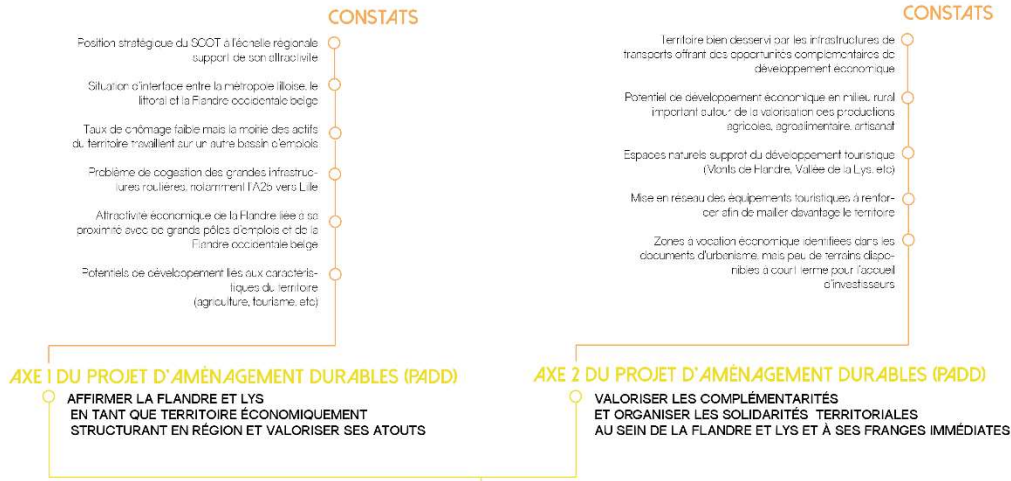 CONSTATS
Position stratégique du SCOT à l'échelle régionale
support de son attractivité
Situation d'interface entre la métropole lilloise, le
littoral et la Flandre occidentale belge
Taux de chômage faible mais la moitié des actifs
du territoire travaillent sur un autre bassin d'emplois
Problème de cogestion des grandes infrastruc-
tures routières, notamment l'A25 vers Lille
Attractivité économique de la Flandre liée à sa
proximité avec de grands pôles d'emplois et de la
Flandre occidentale belge
Potentiels de développement liés aux caractéris-
tiques du territoire
(agriculture, tourisme, etc)
AXE 1 DU PROJET D'AMÉNAGEMENT DURABLES (PADD)
AFFIRMER LA FLANDRE ET LYS
EN TANT QUE TERRITOIRE ÉCONOMIQUEMENT
STRUCTURANT EN RÉGION ET VALORISER SES ATOUTS
CONSTATS
Territoire bien desservi par les infrastructures de
transports offrant des opportunités complémentaires de
développement économique
Potentiel de développement économique en milieu rural
important autour de la valorisation des productions
agricoles, agroalimentaire, artisanat
Espaces naturels supprot du développement touristique
(Monts de Flandre, Vallée de la Lys, etc)
Mise en réseau des équipements touristiques à renfor-
cer afin de mailler davantage le territoire
Zones à vocation économique identifiées dans les
documents d'urbanisme, mais peu de terrains dispo-
nibles à court terme pour l'accueil
d'investisseurs
AXE 2 DU PROJET D'AMÉNAGEMENT DURABLES (PADD)
VALORISER LES COMPLÉMENTARITÉS
ET ORGANISER LES SOLIDARITÉS TERRITORIALES
AU SEIN DE LA FLANDRE ET LYS ET À SES FRANGES IMMÉDIATES